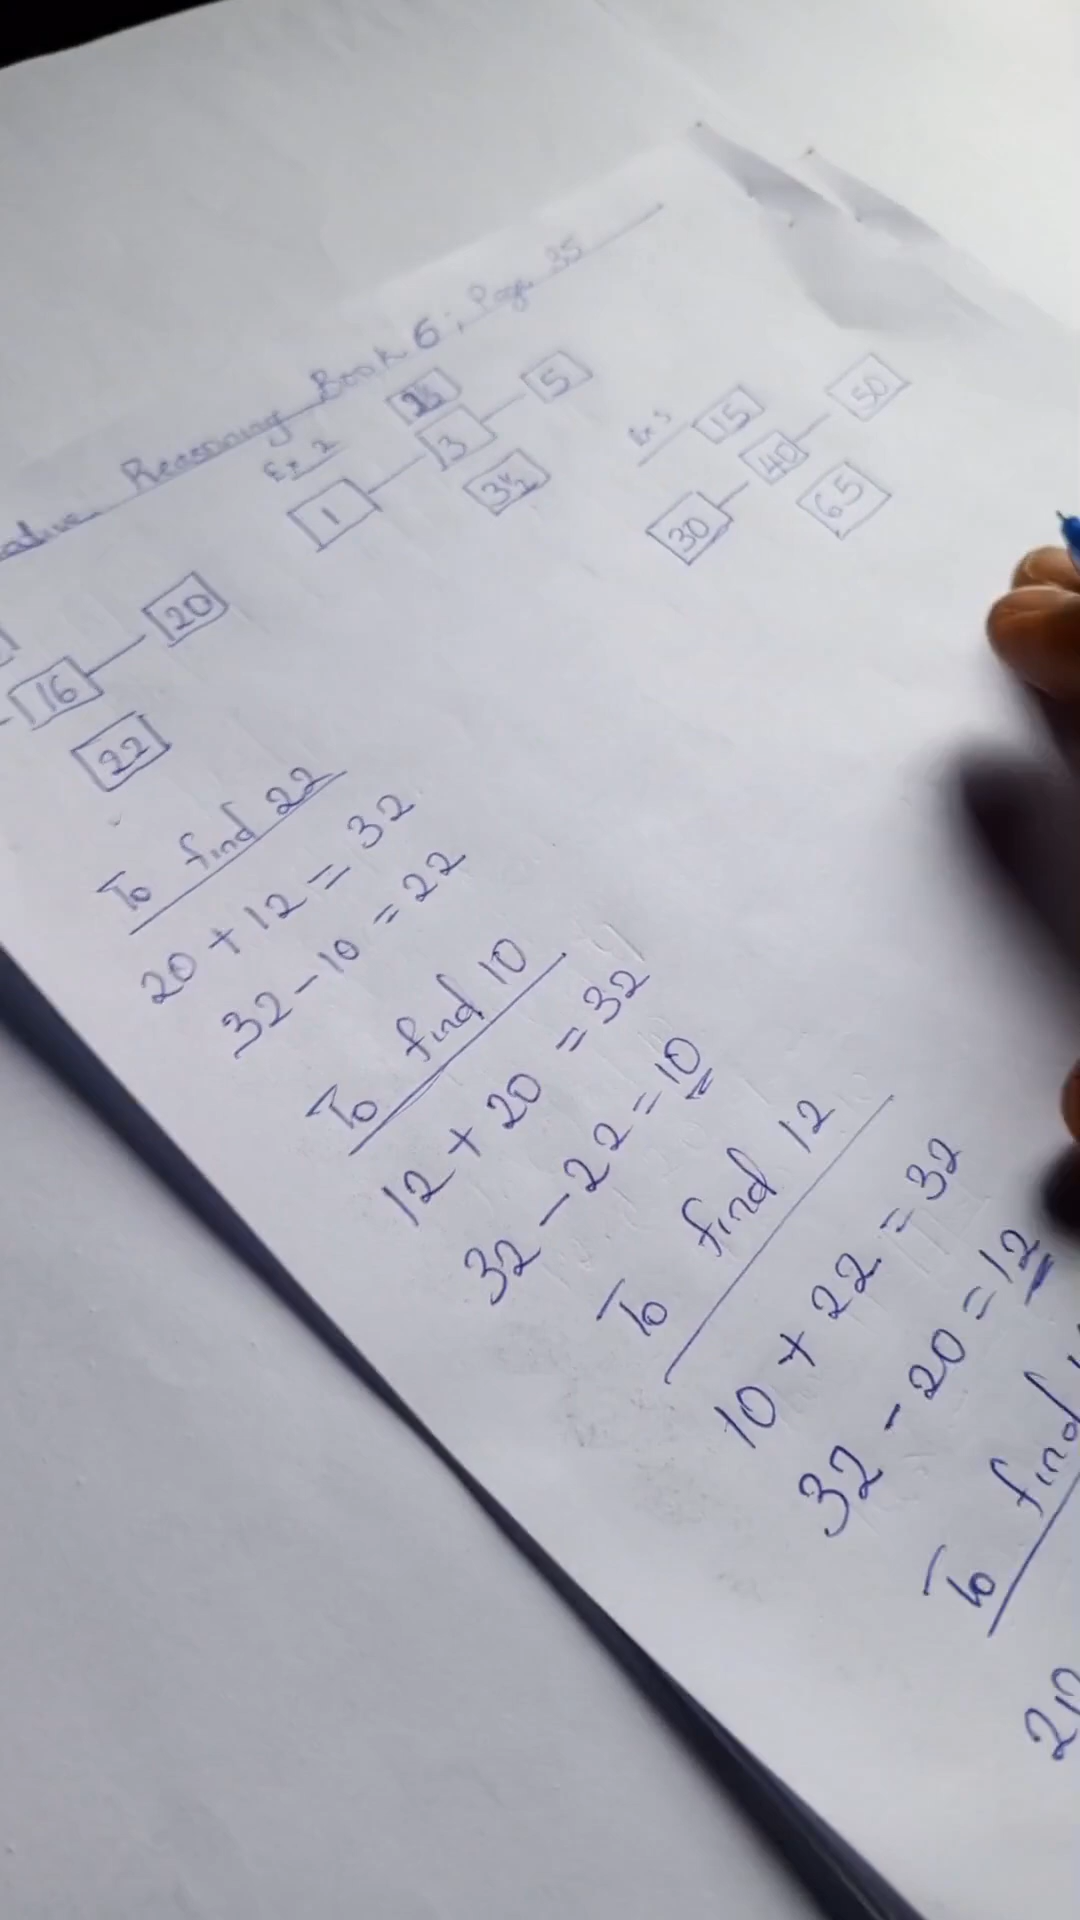 Reasoning Book 6; Page 35
Ex. 2
5
3
1
3½
Ex 3
15
50
40
30
65
20
16
22
To find 22
20 + 12 = 32
32 - 10 = 22
To find 10
12 + 20 = 32
32 - 22 = 10
To find 12
10 + 22 = 32
32 - 20 = 12
To find